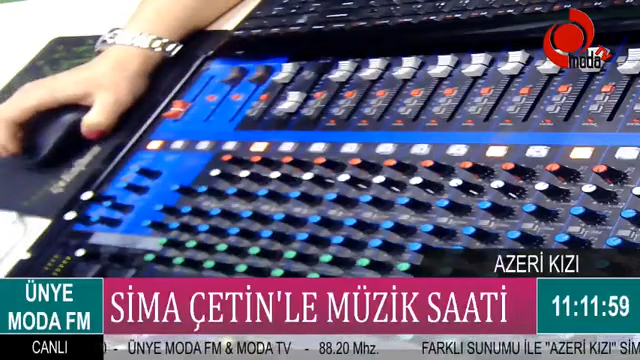 moda
AZERİ KIZI
ÜNYE
MODA FM
SİMA ÇETİN'LE MÜZİK SAATİ
11:11:59
CANLI
- ÜNYE MODA FM & MODA TV - 88.20 Mhz.
FARKLI SUNUMU İLE "AZERİ KIZI" SİM